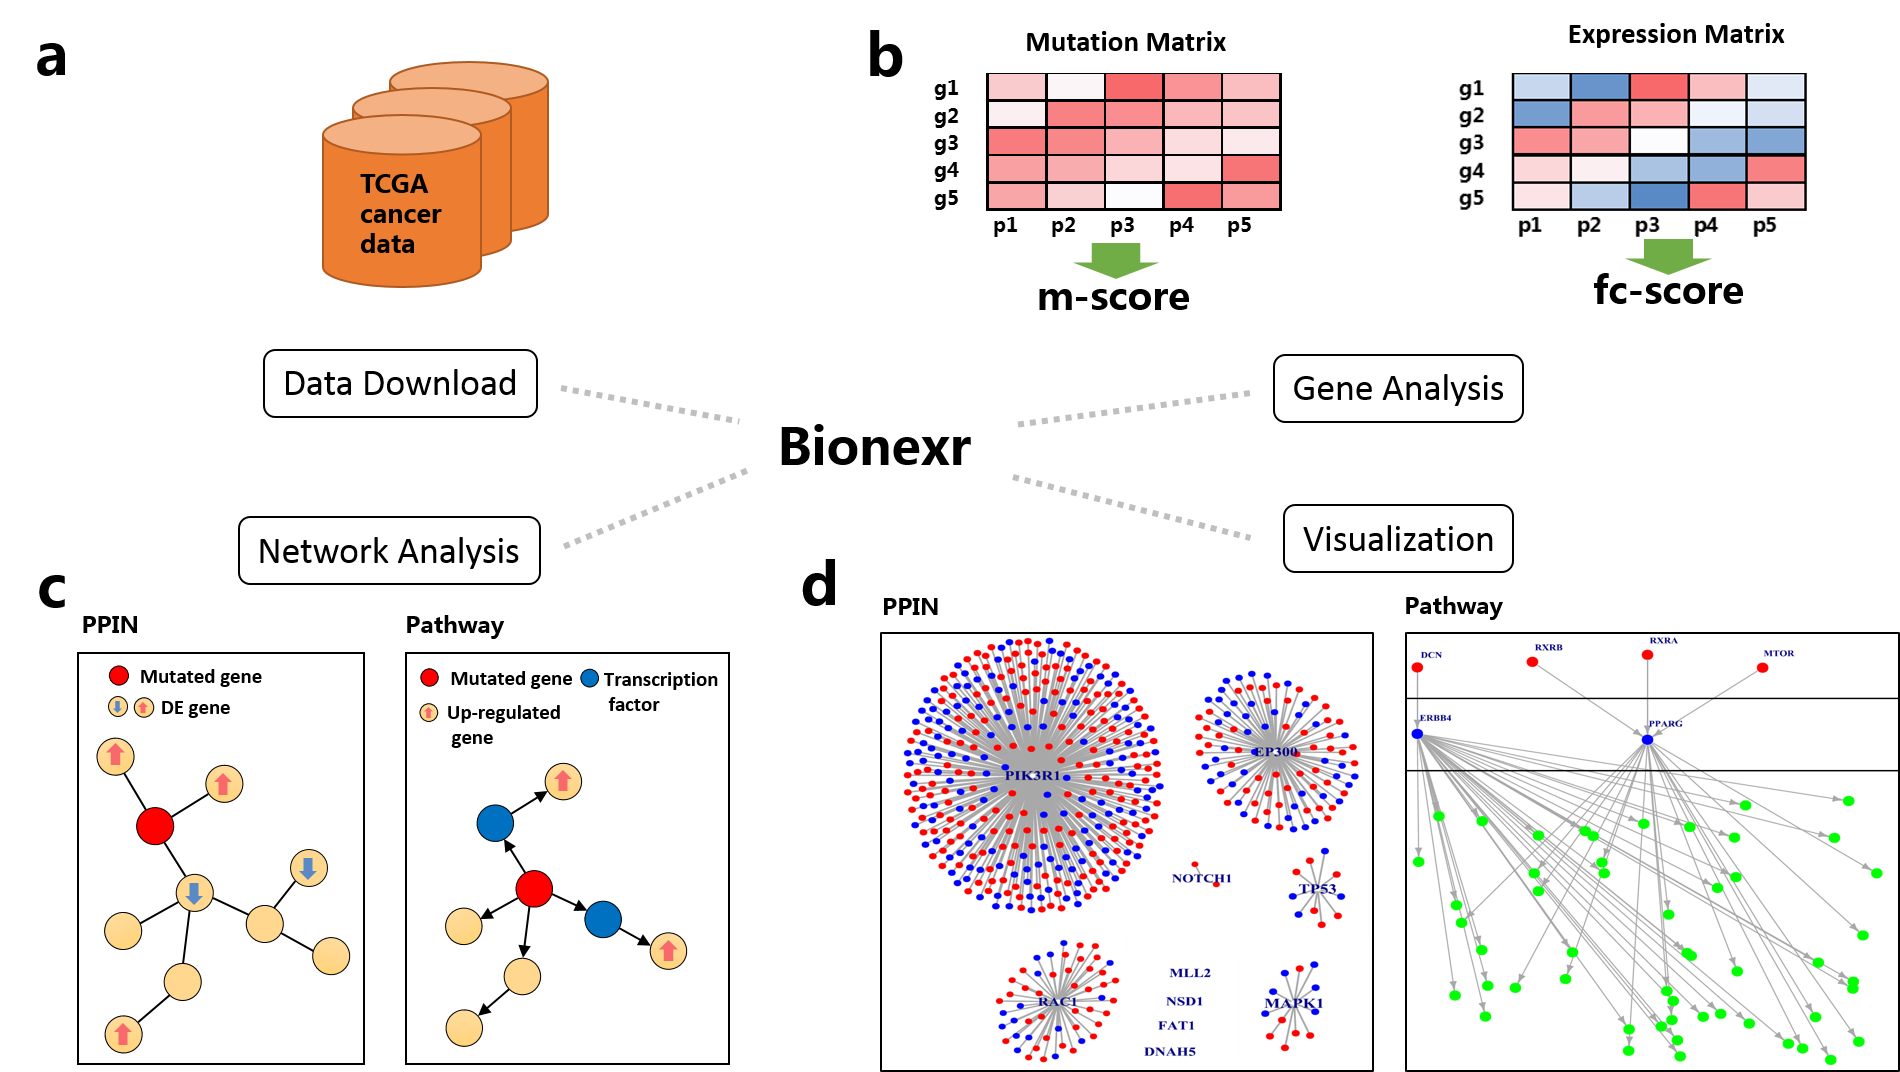 a
TCGA
cancer
data
b
Mutation Matrix
g1
g2
g3
g4
g5
p1 p2 p3 p4 p5
m-score
Expression Matrix
g1
g2
g3
g4
g5
p1 p2 p3 p4 p5
fc-score
Data Download
Gene Analysis
Bionexr
Network Analysis
Visualization
c
PPIN
Mutated gene
DE gene
Pathway
Mutated gene
Transcription
factor
Up-regulated
gene
d
PPIN
PIK3R1
EP300
NOTCH1
TP53
RAC1
MLL2
NSD1
FAT1
DNAH5
MAPK1
Pathway
DCN
RXRB
RXRA
MTOR
ERBB4
PPARG